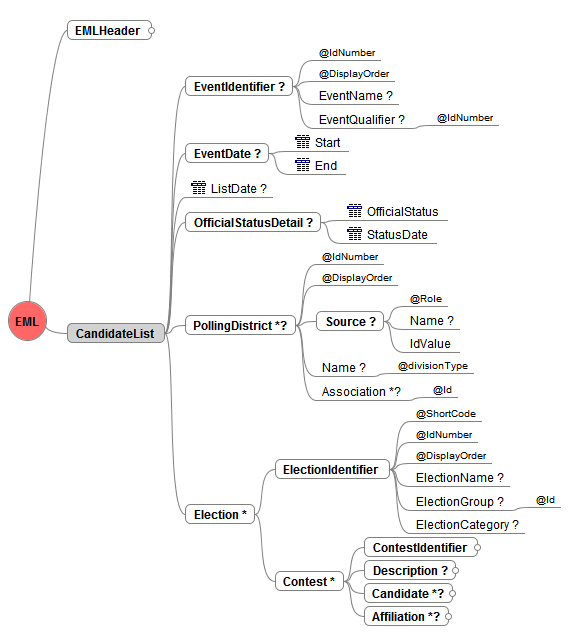 EMLHeader
@IdNumber
@DisplayOrder
EventIdentifier ?
EventName ?
EventQualifier ?
@IdNumber
Start
EventDate ?
End
ListDate ?
OfficialStatus
OfficialStatusDetail ?
StatusDate
@IdNumber
@DisplayOrder
@Role
EML
CandidateList
PollingDistrict *?
Source ?
Name ?
IdValue
Name ?
@divisionType
Association *?
@Id
@ShortCode
@IdNumber
@DisplayOrder
ElectionIdentifier
ElectionName ?
ElectionGroup ?
@Id
Election *
ElectionCategory ?
ContestIdentifier
Description ?
Contest *
Candidate *?
Affiliation *?